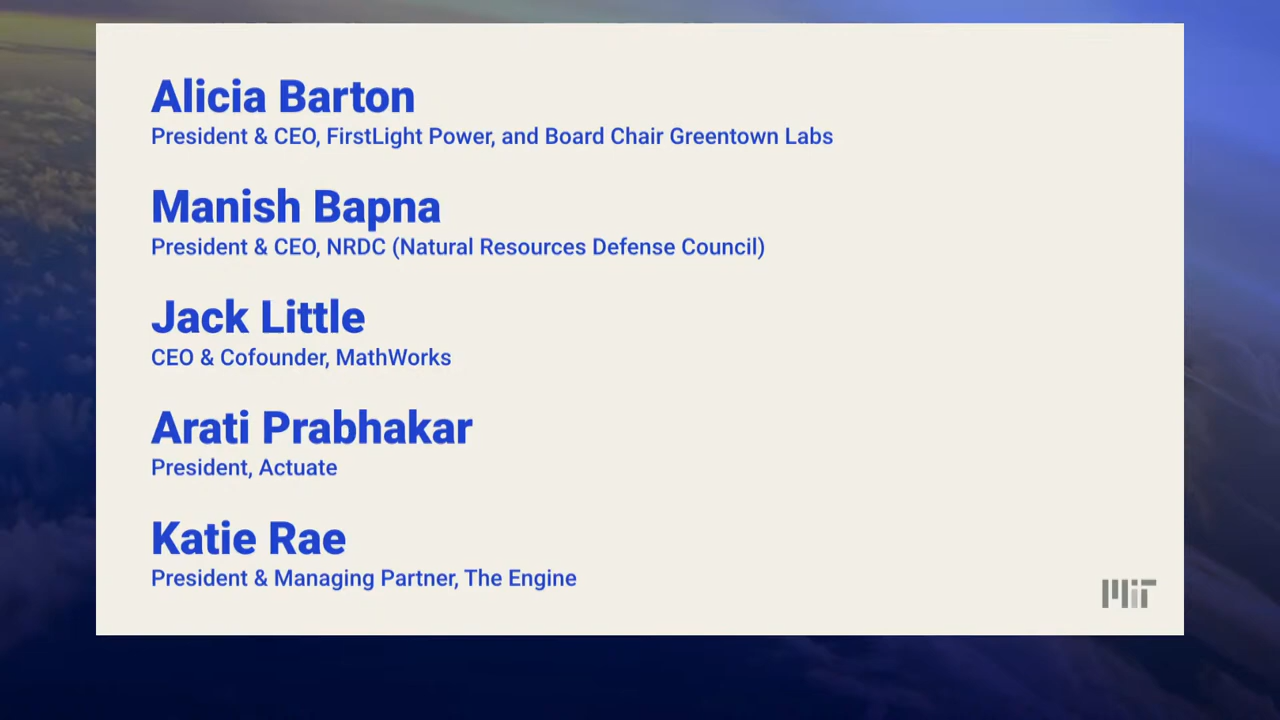 Alicia Barton
President & CEO, FirstLight Power, and Board Chair Greentown Labs
Manish Bapna
President & CEO, NRDC (Natural Resources Defense Council)
Jack Little
CEO & Cofounder, MathWorks
Arati Prabhakar
President, Actuate
Katie Rae
President & Managing Partner, The Engine
MIT